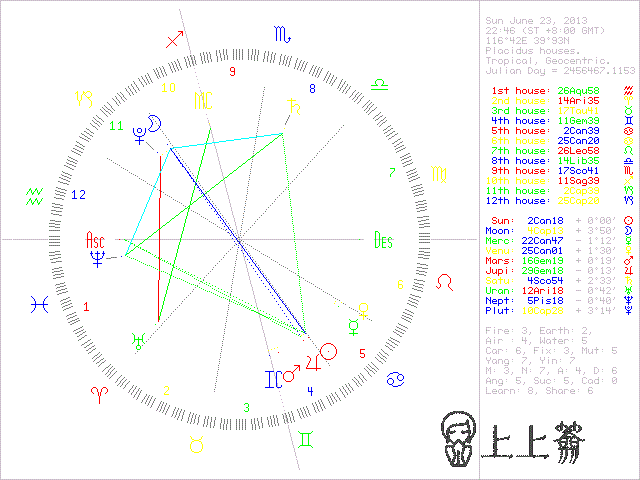 Sun June 23, 2013
22:46 (ST +8:00 GMT)
116°42E 39°93N
Placidus houses.
Tropical, Geocentric.
Julian Day = 2456467.1153
1st house: 26Aqu58
2nd house: 14Ari35
3rd house: 17Tau41
4th house: 11Gem39
5th house: 2Can39
6th house: 25Can20
7th house: 26Leo58
8th house: 14Lib35
9th house: 17Sco41
10th house: 11Sag39
11th house: 2Cap39
12th house: 25Cap20
Sun: 2Can18 + 0°00'
Moon: 4Cap13 + 3°50'
Merc: 22Can47 - 1°12'
Venu: 25Can01 + 1°30'
Mars: 16Gem19 + 0°19'
Jupi: 29Gem18 - 0°13'
Satu: 4Sco54 + 2°33'
Uran: 12Ari18 - 0°42'
Nept: 5Pis18 - 0°40'
Plut: 10Cap28 + 3°14'
Fire: 3, Earth: 2,
Air : 4, Water: 5
Car: 6, Fix: 3, Mut: 5
Yang: 7, Yin: 7
M: 3, N: 7, A: 4, D: 6
Ang: 5, Suc: 5, Cad: 0
Learn: 8, Share: 6
9
10
MC
8
11
7
12
Asc
Des
6
1
5
2
3
4
IC
上上